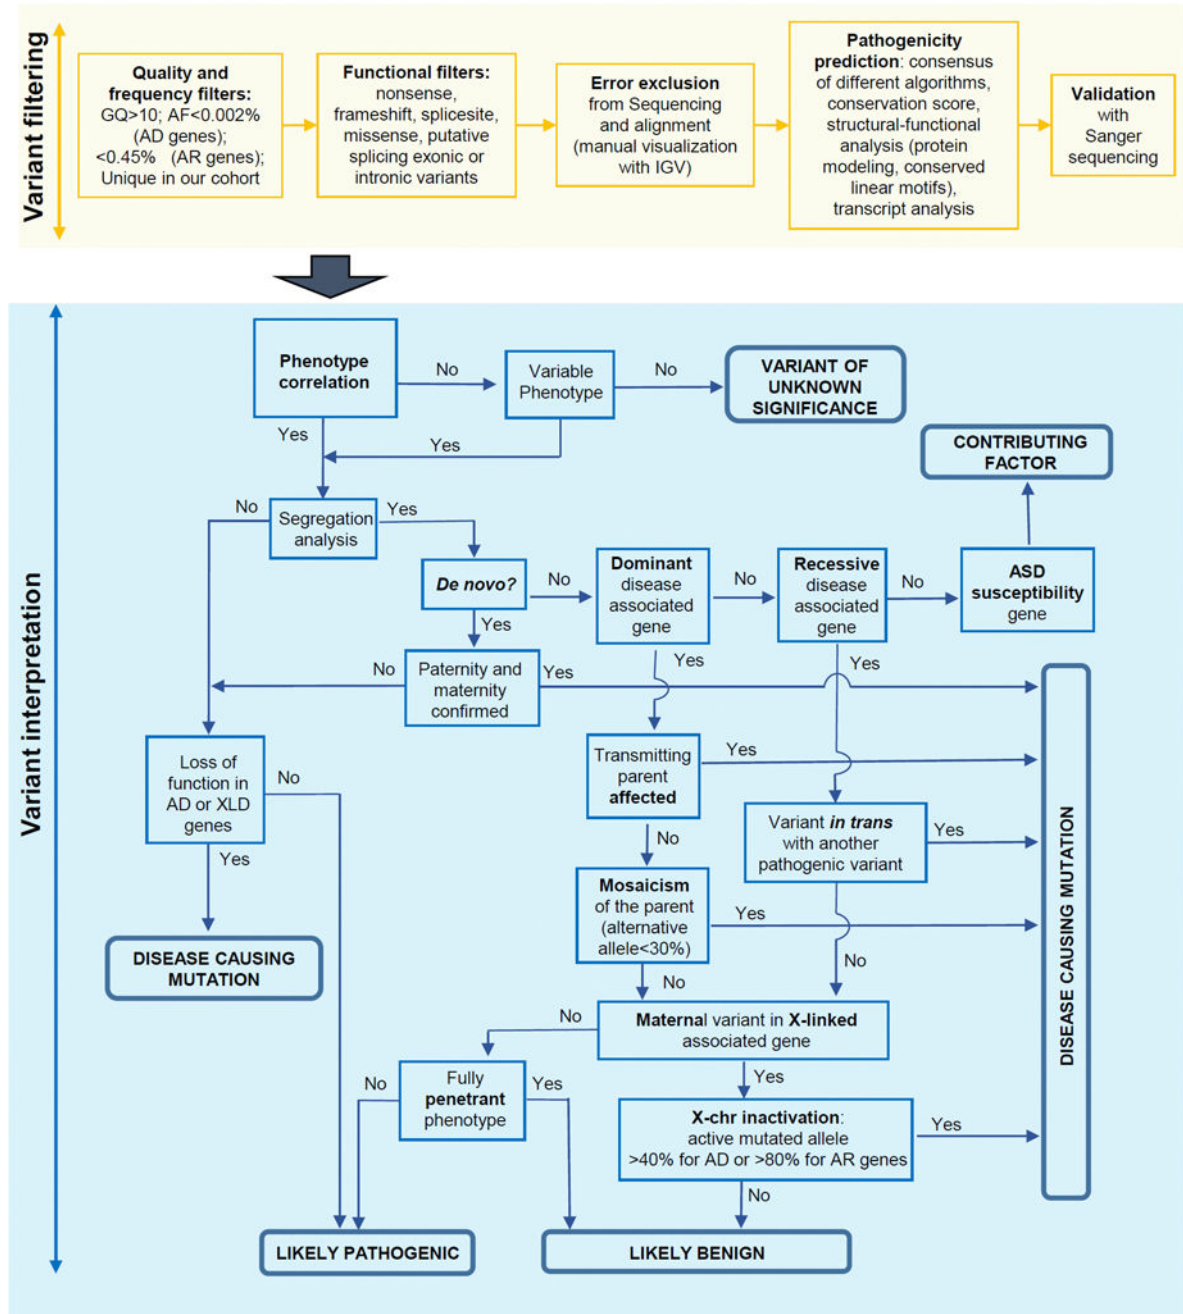 Variant filtering
Quality and
frequency filters:
GQ>10; AF<0.002%
(AD genes);
<0.45% (AR genes);
Unique in our cohort
Functional filters:
nonsense,
frameshift, splicesite,
missense, putative
splicing exonic or
intronic variants
Error exclusion
from Sequencing
and alignment
(manual visualization
with IGV)
Pathogenicity
prediction: consensus
of different algorithms,
conservation score,
structural-functional
analysis (protein
modeling, conserved
linear motifs),
transcript analysis
Validation
with
Sanger
sequencing
Variant interpretation
Phenotype
correlation
No
Variable
Phenotype
No
VARIANT OF
UNKNOWN
SIGNIFICANCE
Yes
Yes
CONTRIBUTING
FACTOR
No
Segregation
analysis
Yes
De novo?
No
Dominant
disease
associated
gene
No
Recessive
disease
associated
gene
No
ASD
susceptibility
gene
Yes
No
Paternity and
maternity
confirmed
Yes
Yes
Yes
Loss of
function in
AD or XLD
genes
No
Yes
Transmitting
parent
affected
Yes
No
Variant in trans
with another
pathogenic variant
Yes
No
Mosaicism
of the parent
(alternative
allele<30%)
Yes
No
DISEASE CAUSING
MUTATION
DISEASE CAUSING MUTATION
Maternal variant in X-linked
associated gene
No
Yes
No
Fully
penetrant
phenotype
Yes
X-chr inactivation:
active mutated allele
>40% for AD or >80% for AR genes
Yes
No
LIKELY PATHOGENIC
LIKELY BENIGN